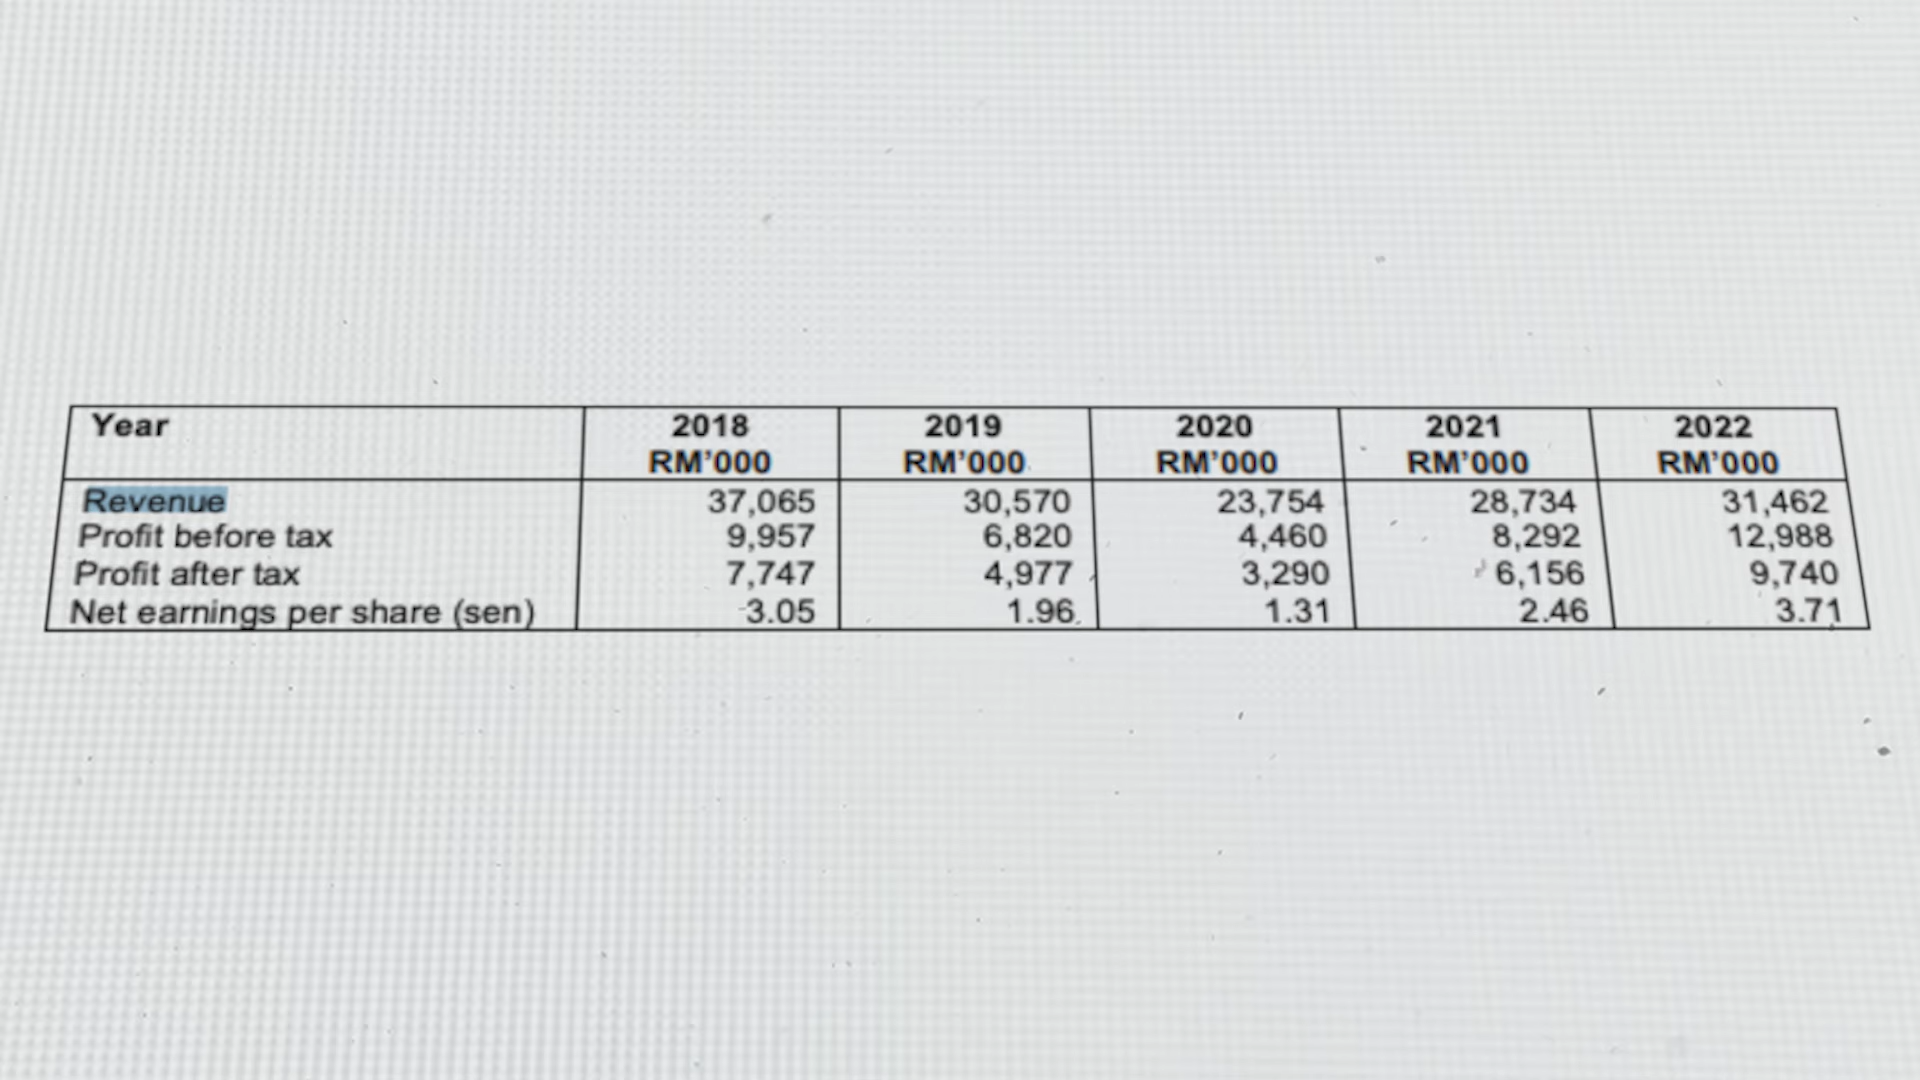 Year 2018 2019 2020 2021 2022
RM'000 RM'000 RM'000 RM'000 RM'000
Revenue 37,065 30,570 23,754 28,734 31,462
Profit before tax 9,957 6,820 4,460 8,292 12,988
Profit after tax 7,747 4,977 3,290 6,156 9,740
Net earnings per share (sen) 3.05 1.96 1.31 2.46 3.71